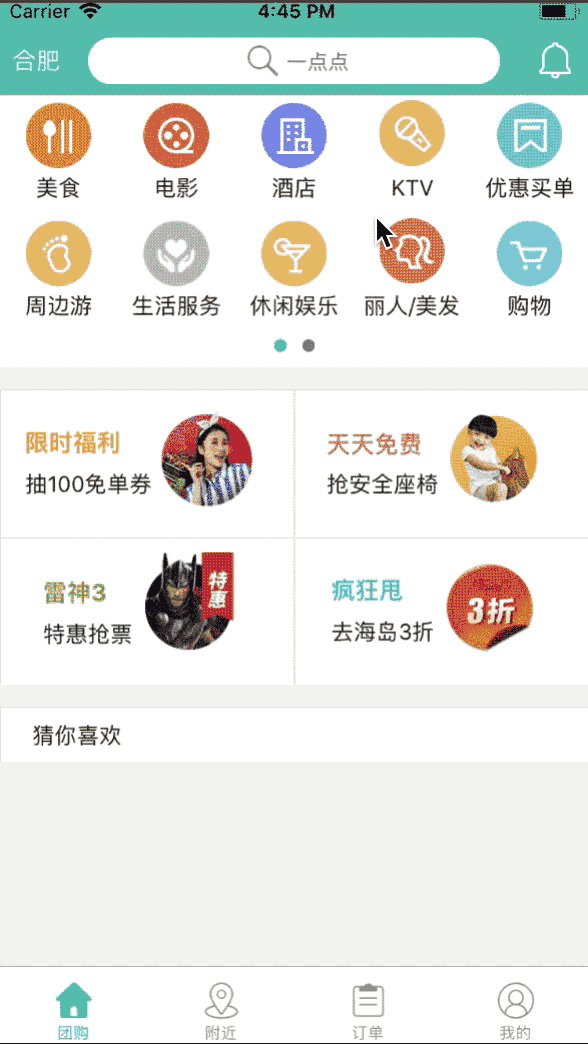 Carrier 4:45 PM
合肥 一点点
美食 电影 酒店 KTV 优惠买单
周边游 生活服务 休闲娱乐 丽人/美发 购物
限时福利
抽100免单券
天天免费
抢安全座椅
雷神3
特惠抢票
特惠
疯狂甩
去海岛3折
3折
猜你喜欢
团购 附近 订单 我的